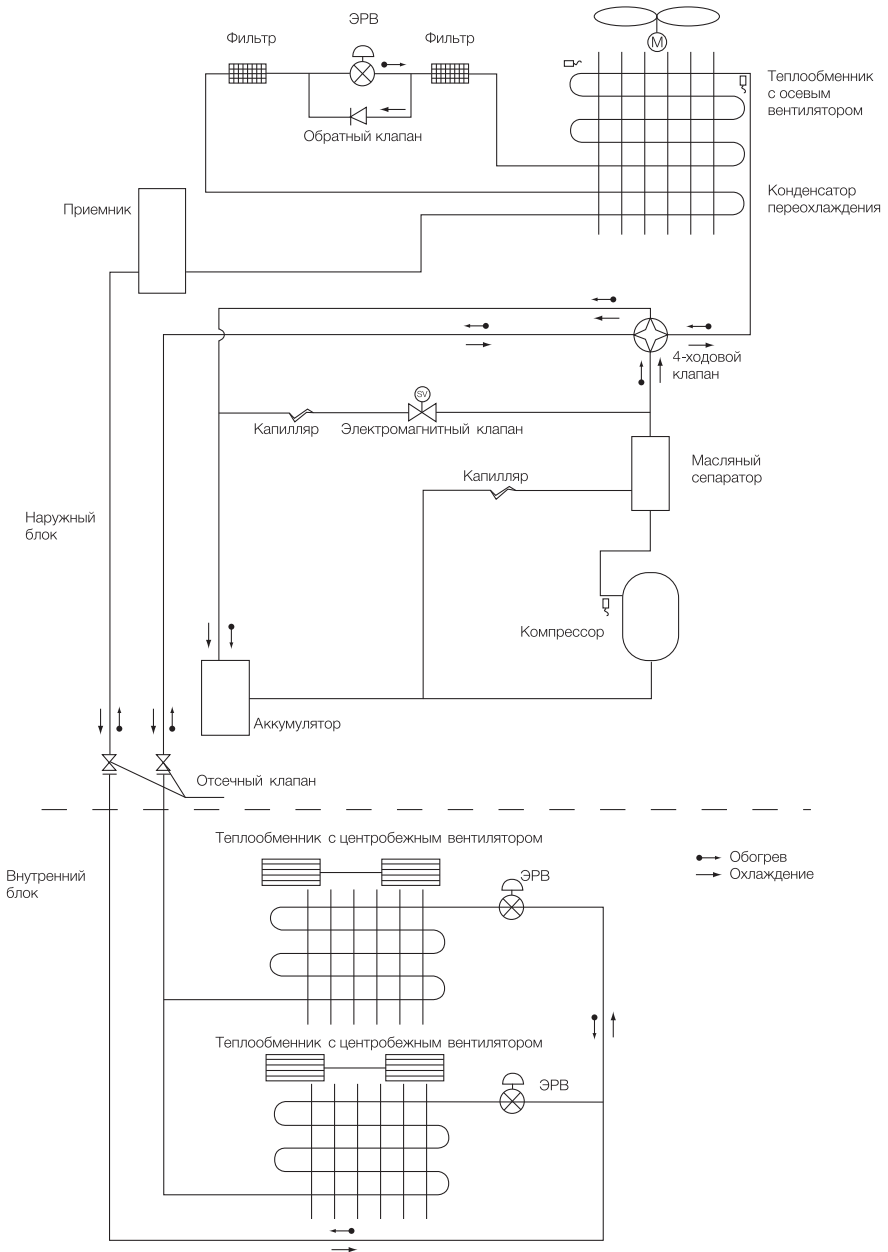 ЭРВ
Фильтр
Фильтр
M
Теплообменник
с осевым
вентилятором
Обратный клапан
Приемник
Конденсатор
переохлаждения
4-ходовой
клапан
SV
Капилляр
Электромагнитный клапан
Масляный
сепаратор
Капилляр
Наружный
блок
Компрессор
Аккумулятор
Отсечный клапан
Теплообменник с центробежным вентилятором
Внутренний
блок
ЭРВ
Обогрев
Охлаждение
Теплообменник с центробежным вентилятором
ЭРВ